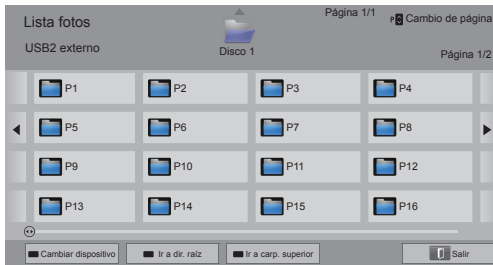 Lista fotos
Página 1/1
P Cambio de página
USB2 externo
Disco 1
Página 1/2
P1 P2 P3 P4
P5 P6 P7 P8
P9 P10 P11 P12
P13 P14 P15 P16
Cambiar dispositivo Ir a dir. raíz Ir a carp. superior Salir